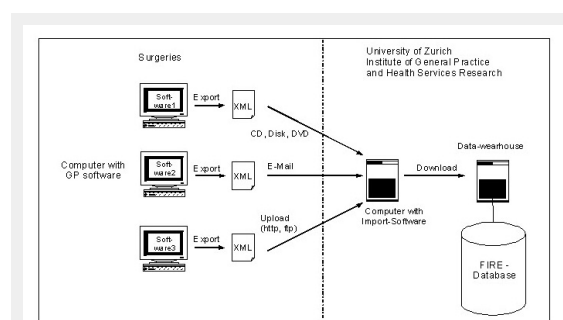 Surgeries
University of Zurich
Institute of General Practice
and Health Services Research
Soft-
ware1
Export
XML
CD, Disk, DVD
Computer with
GP software
Soft-
ware2
Export
XML
E-Mail
Computer with
Import-Software
Download
Data-wearhouse
Soft-
ware3
Export
XML
Upload
(http, ftp)
FIRE -
Database